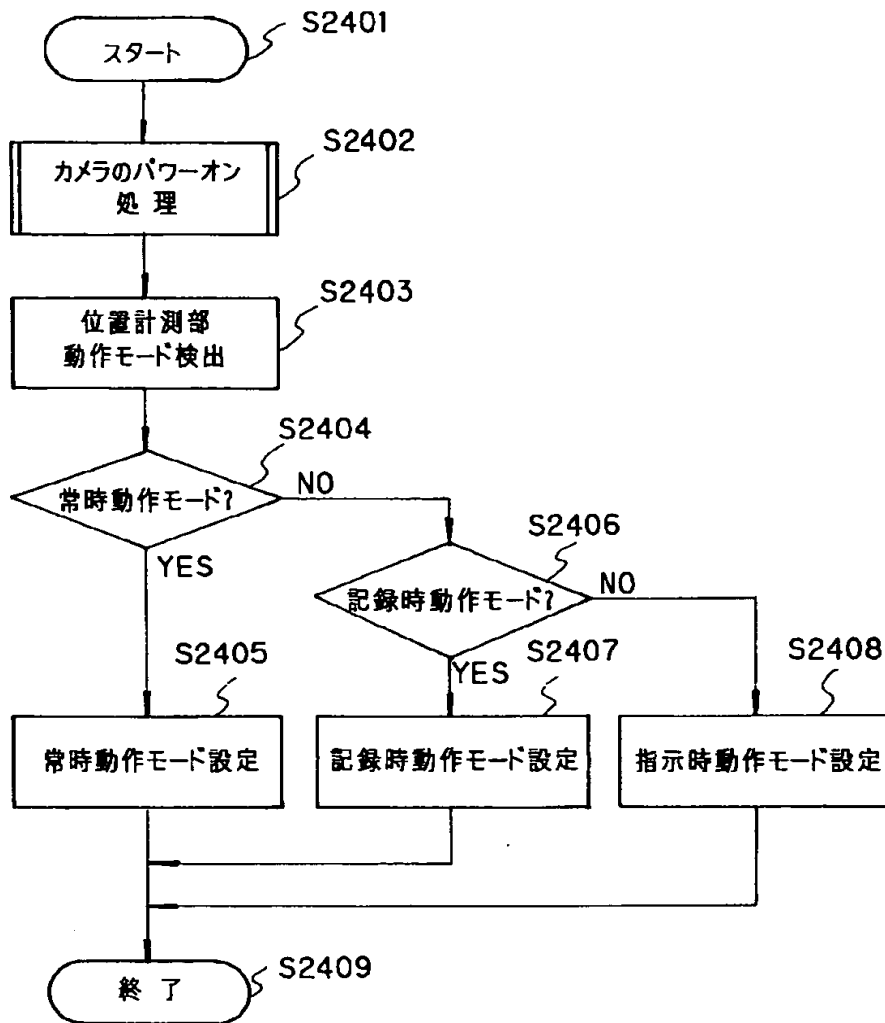 S2401
スタート
S2402
カメラのパワーオン
処理
S2403
位置計測部
動作モード検出
S2404
常時動作モード?
NO
YES
S2406
記録時動作モード?
NO
YES
S2405
常時動作モード設定
S2407
記録時動作モード設定
S2408
指示時動作モード設定
S2409
終了